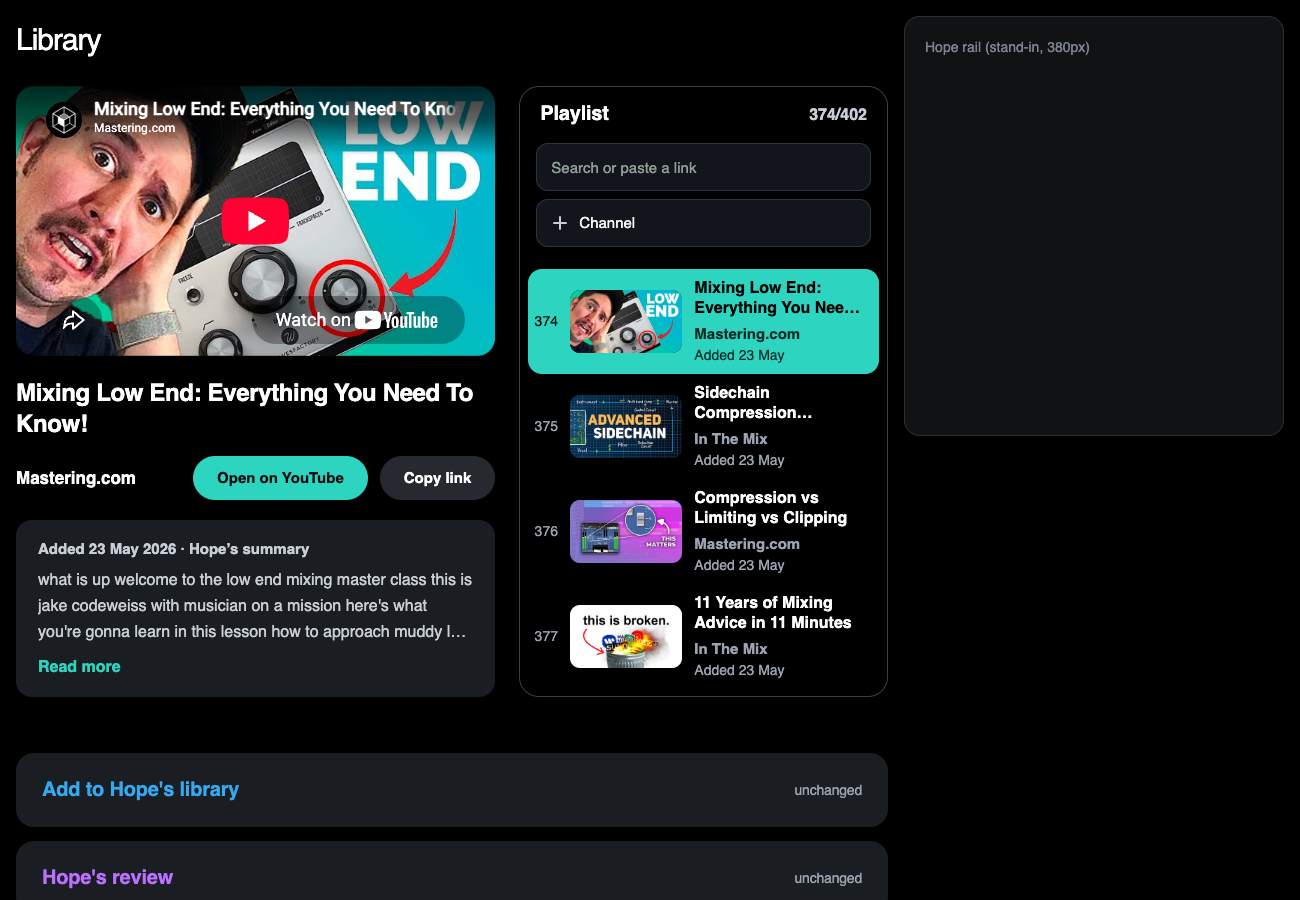 Library
Hope rail (stand-in, 380px)
Mixing Low End: Everything You Need To Kno
Mastering.com
LOW
END
TRACKSPACER
FREEZE
Watch on YouTube
Mixing Low End: Everything You Need To
Know!
Mastering.com
Open on YouTube
Copy link
Added 23 May 2026 · Hope’s summary
what is up welcome to the low end mixing master class this is
jake codeweiss with musician on a mission here's what
you're gonna learn in this lesson how to approach muddy l…
Read more
Playlist
374/402
Search or paste a link
+ Channel
374
LOW
END
Mixing Low End:
Everything You Nee…
Mastering.com
Added 23 May
375
ADVANCED
SIDECHAIN
Sidechain
Compression…
In The Mix
Added 23 May
376
THIS
MATTERS
Compression vs
Limiting vs Clipping
Mastering.com
Added 23 May
377
this is broken.
11 Years of Mixing
Advice in 11 Minutes
In The Mix
Added 23 May
Add to Hope's library
unchanged
Hope's review
unchanged